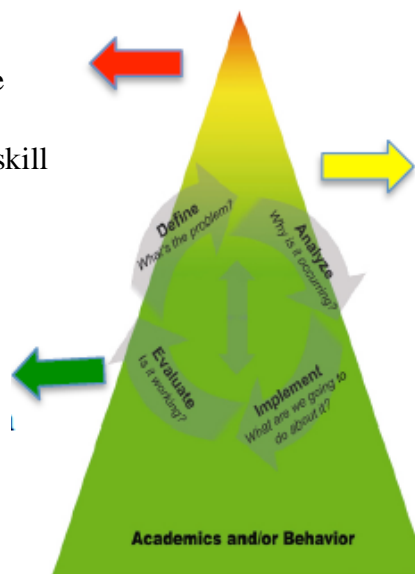 e
skill
Define
What's the problem?
Analyze
Why is it occurring?
Implement
What are we going to
do about it?
Evaluate
Is it working?
Academics and/or Behavior